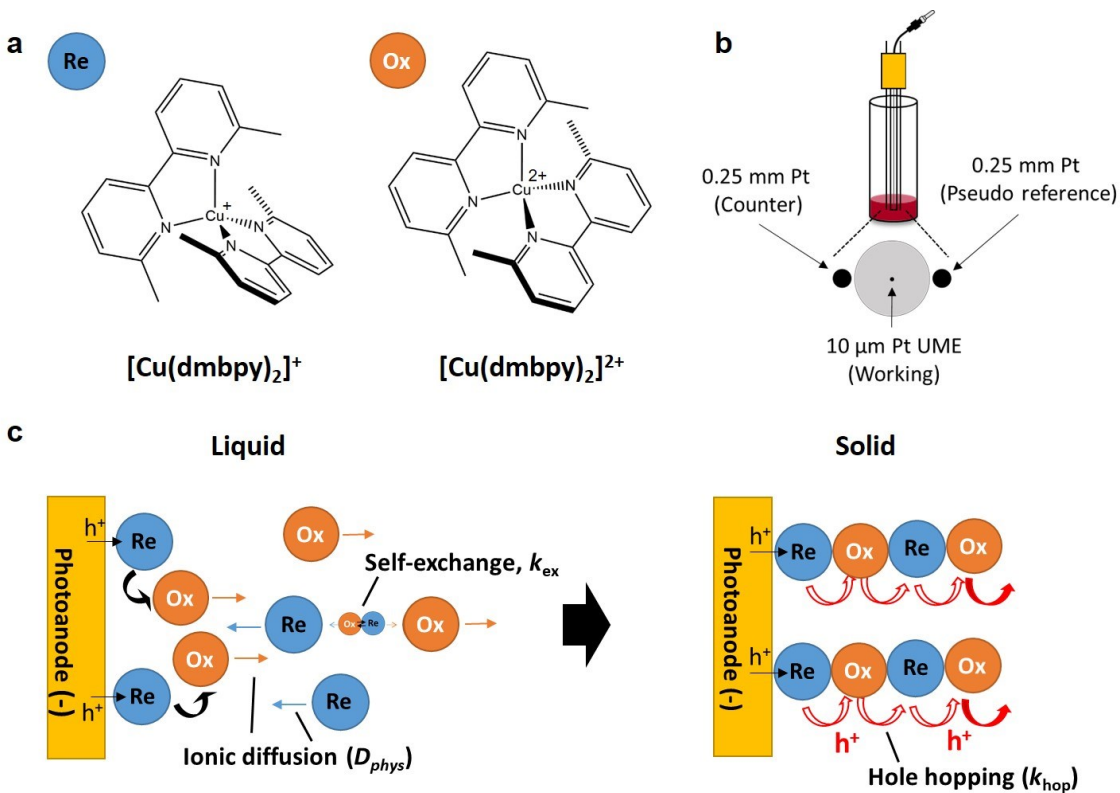 a
Re
Ox
N
N
Cu
+
N
N
[Cu(dmbpy)2]+
N
2+
Cu
N
N
N
[Cu(dmbpy)2]2+
b
0.25 mm Pt
(Counter)
0.25 mm Pt
(Pseudo reference)
10 µm Pt UME
(Working)
c
Liquid
Photoanode (-)
h+
Re
Ox
Ox
Self-exchange, kex
Re
Ox
Re
Ox
Ox
h+
Re
Re
Ionic diffusion (Dphys)
Solid
Photoanode (-)
h+
Re
Ox
Re
Ox
h+
Re
Ox
Re
Ox
h+
h+
Hole hopping (khop)